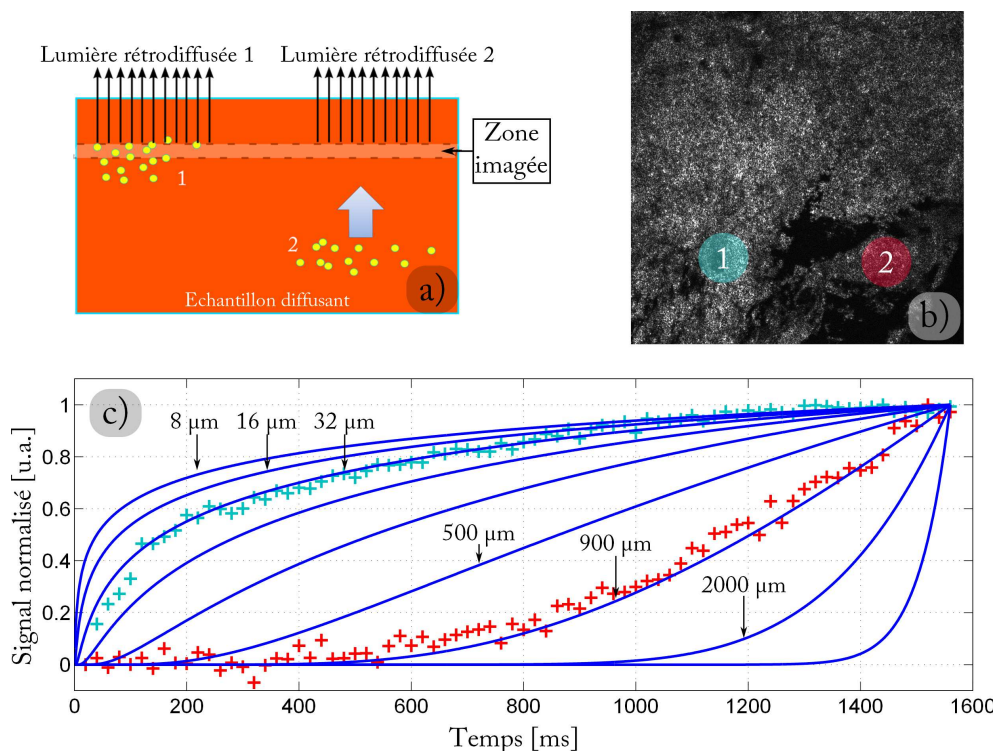 Lumière rétrodiffusée 1
Lumière rétrodiffusée 2
Zone
imagée
1
2
Echantillon diffusant
a)
1
2
b)
c)
8 µm
16 µm
32 µm
500 µm
900 µm
2000 µm
Signal normalisé [u.a.]
1
0.8
0.6
0.4
0.2
0
0
200
400
600
800
1000
1200
1400
1600
Temps [ms]